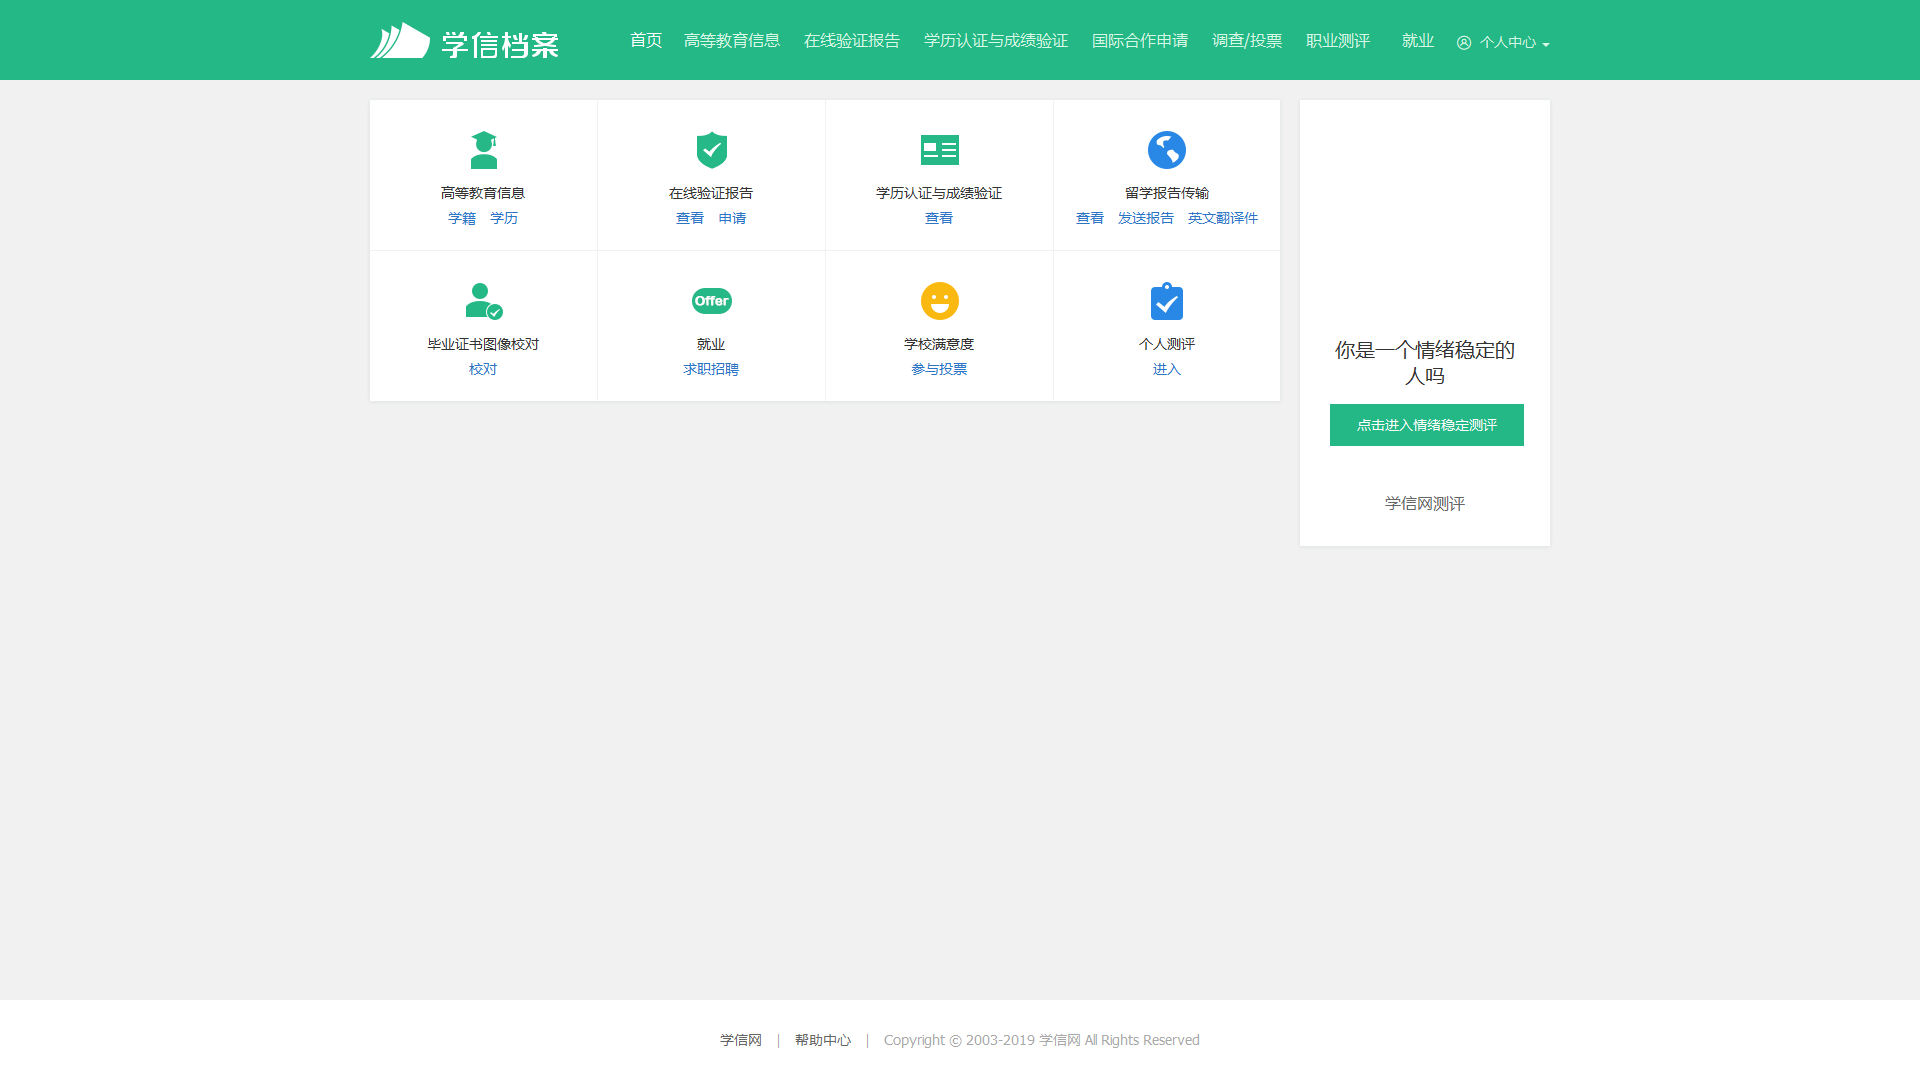 学信档案
首页 高等教育信息 在线验证报告 学历认证与成绩验证 国际合作申请 调查/投票 职业测评 就业 个人中心
高等教育信息
学籍 学历
在线验证报告
查看 申请
学历认证与成绩验证
查看
留学报告传输
查看 发送报告 英文翻译件
毕业证书图像校对
校对
Offer
就业
求职招聘
学校满意度
参与投票
个人测评
进入
你是一个情绪稳定的
人吗
点击进入情绪稳定测评
学信网测评
学信网 | 帮助中心 | Copyright © 2003-2019 学信网 All Rights Reserved